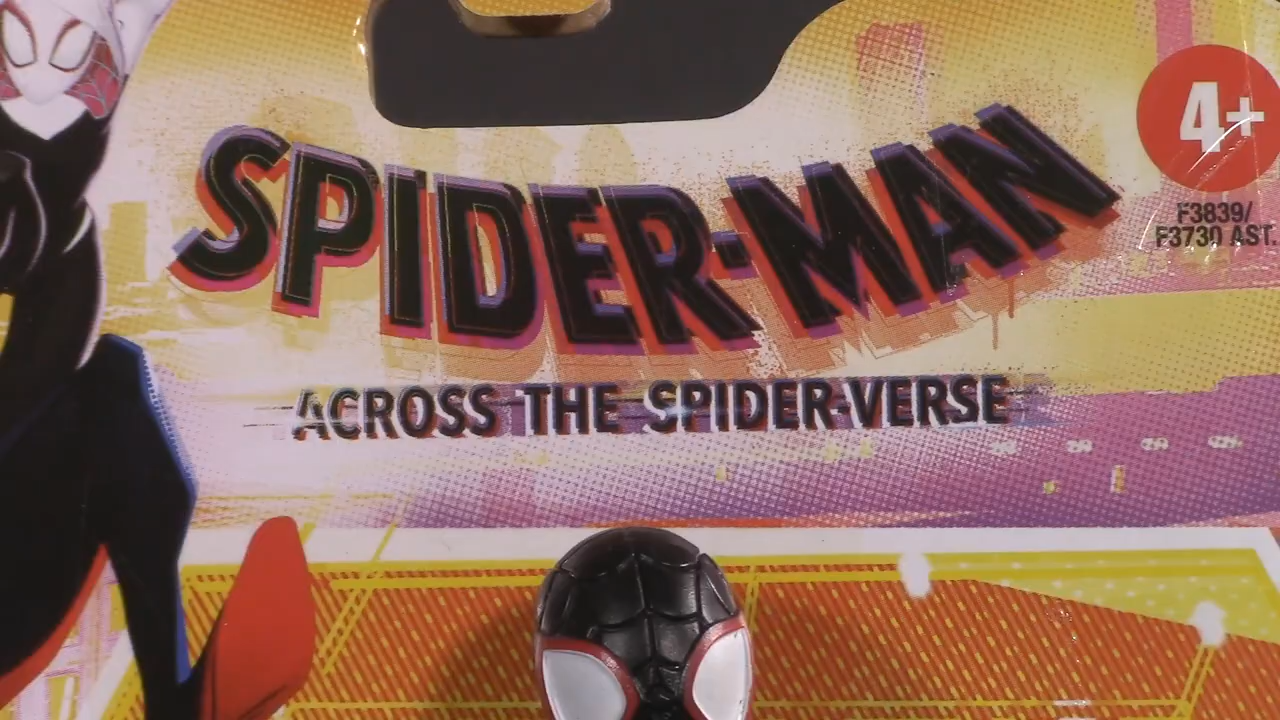 SPIDER-MAN
ACROSS THE SPIDER-VERSE
4+
F3839/
F3730 AST.